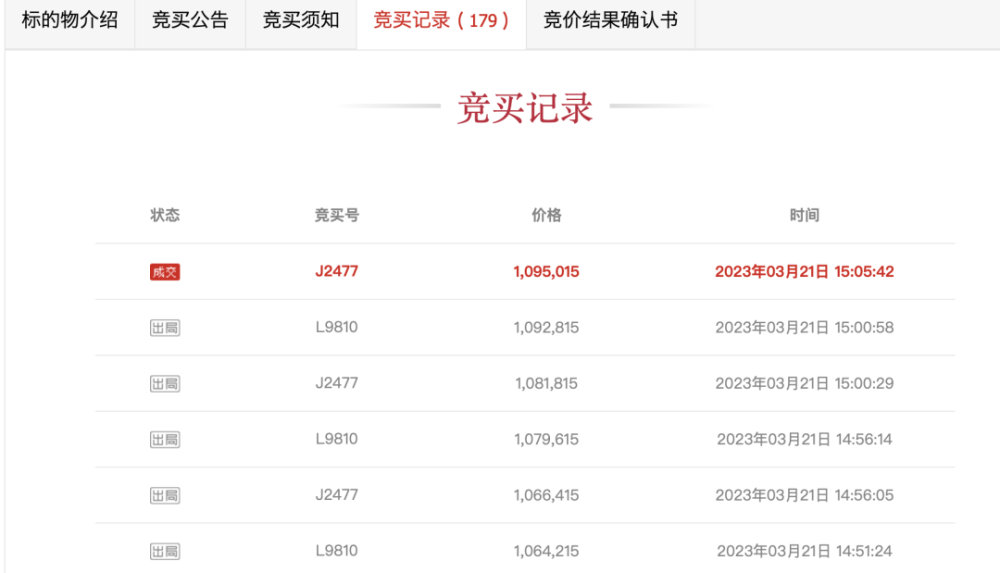 标的物介绍 竞买公告 竞买须知 竞买记录（179） 竞价结果确认书
竞买记录
状态 竞买号 价格 时间
成交 J2477 1,095,015 2023年03月21日 15:05:42
出局 L9810 1,092,815 2023年03月21日 15:00:58
出局 J2477 1,081,815 2023年03月21日 15:00:29
出局 L9810 1,079,615 2023年03月21日 14:56:14
出局 J2477 1,066,415 2023年03月21日 14:56:05
出局 L9810 1,064,215 2023年03月21日 14:51:24